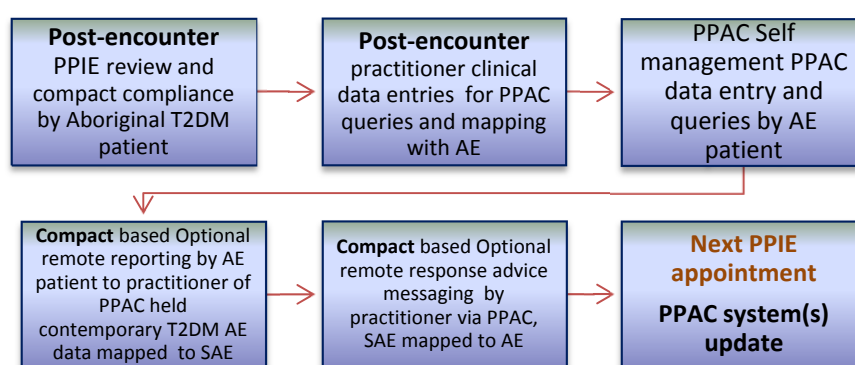 Post-encounter
PPIE review and
compact compliance
by Aboriginal T2DM
patient
Post-encounter
practitioner clinical
data entries for PPAC
queries and mapping
with AE
PPAC Self
management PPAC
data entry and
queries by AE
patient
Compact based Optional
remote reporting by AE
patient to practitioner of
PPAC held
contemporary T2DM AE
data mapped to SAE
Compact based Optional
remote response advice
messaging by
practitioner via PPAC,
SAE mapped to AE
Next PPIE
appointment
PPAC system(s)
update